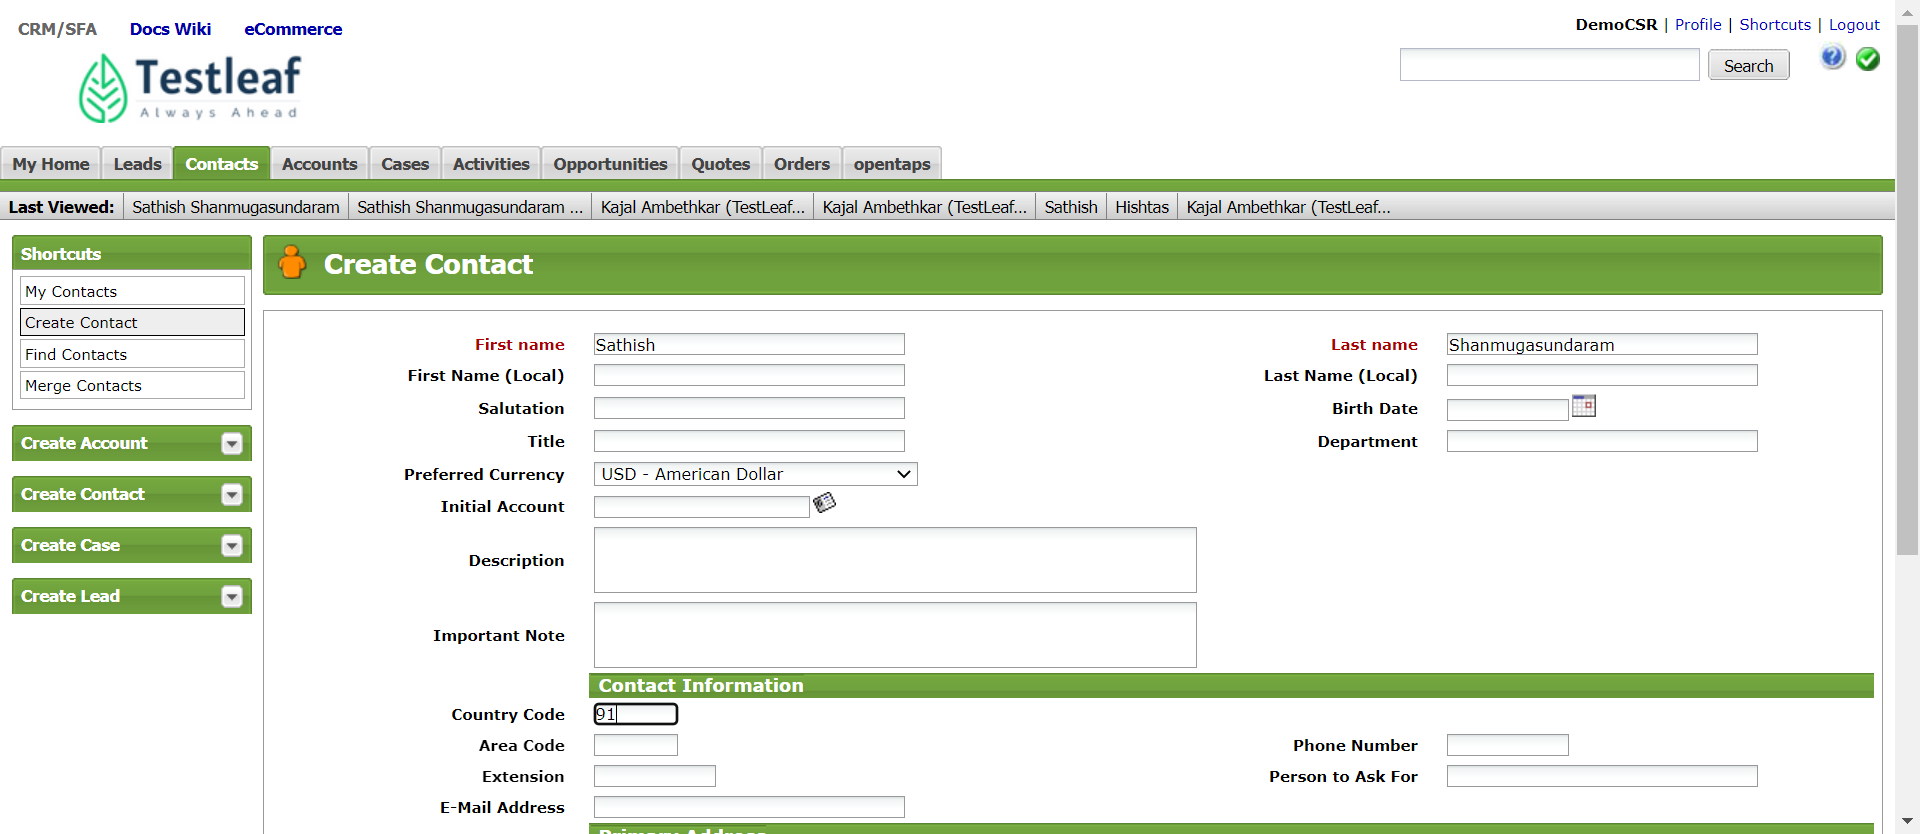 CRM/SFA Docs Wiki eCommerce
DemoCSR | Profile | Shortcuts | Logout
Search
Testleaf
Always Ahead
My Home Leads Contacts Accounts Cases Activities Opportunities Quotes Orders opentaps
Last Viewed: Sathish Shanmugasundaram Sathish Shanmugasundaram ... Kajal Ambethkar (TestLeaf... Kajal Ambethkar (TestLeaf... Sathish Hishtas Kajal Ambethkar (TestLeaf...
Shortcuts
My Contacts
Create Contact
Find Contacts
Merge Contacts
Create Account
Create Contact
Create Case
Create Lead
Create Contact
First name Sathish Last name Shanmugasundaram
First Name (Local) Last Name (Local)
Salutation Birth Date
Title Department
Preferred Currency USD - American Dollar
Initial Account
Description
Important Note
Contact Information
Country Code 91
Area Code Phone Number
Extension Person to Ask For
E-Mail Address
Primary Address